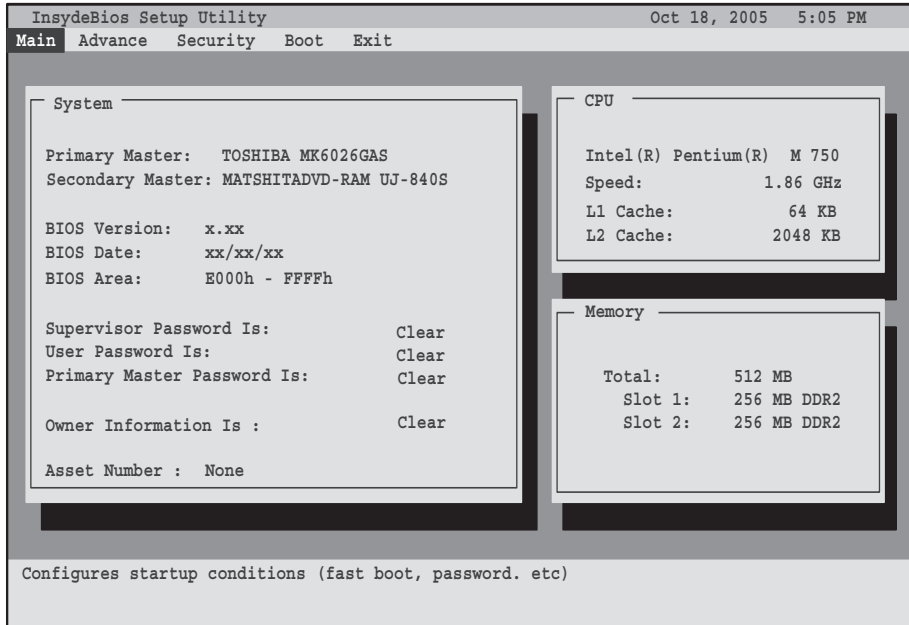 InsydeBios Setup Utility Oct 18, 2005 5:05 PM
Main Advance Security Boot Exit
System
Primary Master: TOSHIBA MK6026GAS
Secondary Master: MATSHITADVD-RAM UJ-840S
BIOS Version: x.xx
BIOS Date: xx/xx/xx
BIOS Area: E000h - FFFFh
Supervisor Password Is: Clear
User Password Is: Clear
Primary Master Password Is: Clear
Owner Information Is : Clear
Asset Number : None
CPU
Intel(R) Pentium(R) M 750
Speed: 1.86 GHz
L1 Cache: 64 KB
L2 Cache: 2048 KB
Memory
Total: 512 MB
Slot 1: 256 MB DDR2
Slot 2: 256 MB DDR2
Configures startup conditions (fast boot, password. etc)